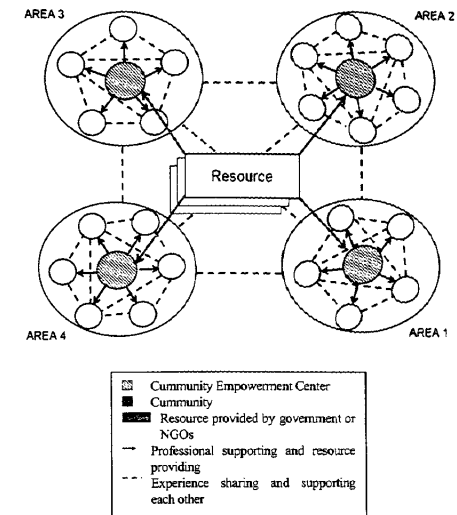 AREA 3
AREA 2
Resource
AREA 4
AREA 1
Cummunity Empowerment Center
Cummunity
Resource provided by government or
NGOs
Professional supporting and resource
providing
Experience sharing and supporting
each other